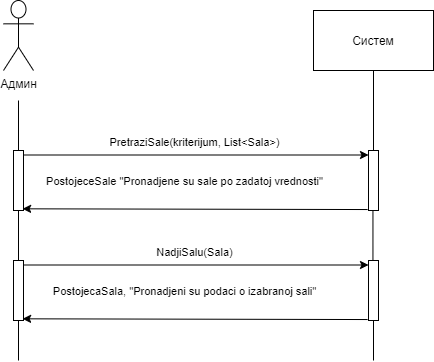 Админ
Систем
PretraziSale(kriterijum, List<Sala>)
PostojeceSale "Pronadjene su sale po zadatoj vrednosti"
NadjiSalu(Sala)
PostojecaSala, "Pronadjeni su podaci o izabranoj sali"